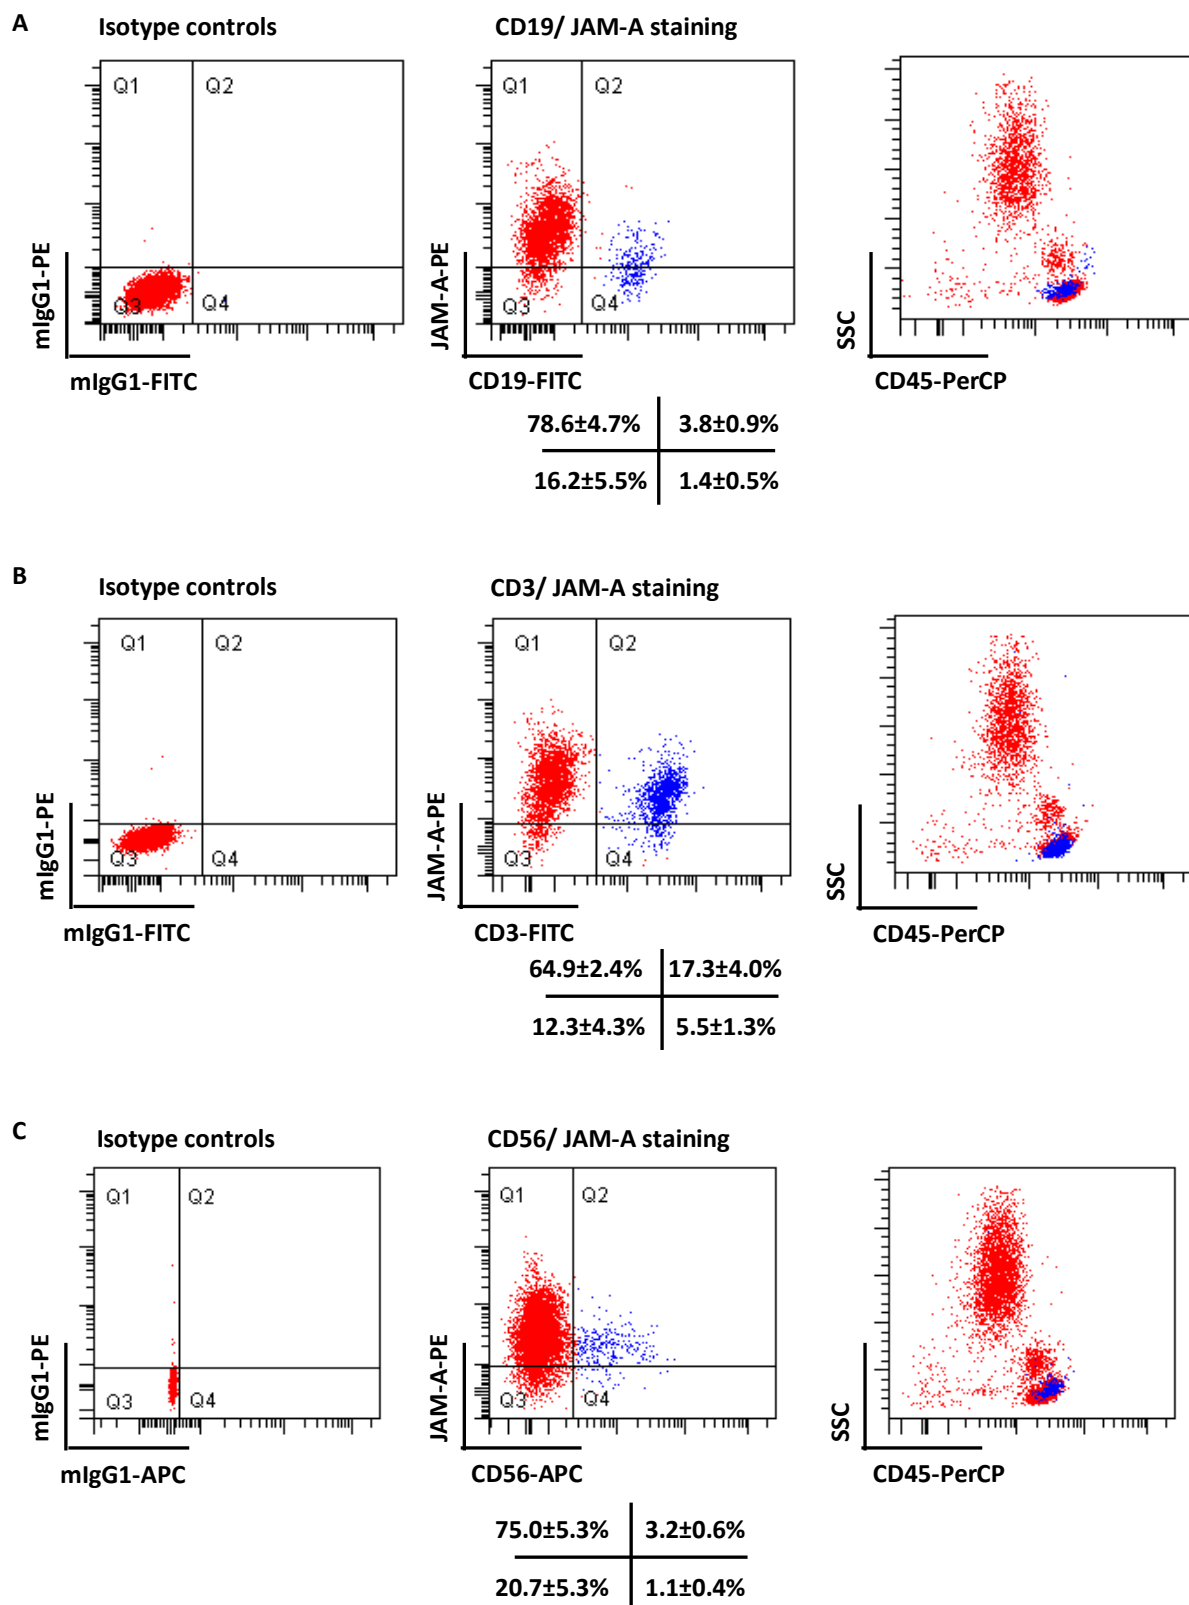 A
Isotype controls
CD19/ JAM-A staining
Q1
Q2
Q3
Q4
mIgG1-PE
mIgG1-FITC
Q1
Q2
Q3
Q4
JAM-A-PE
CD19-FITC
SSC
CD45-PerCP
78.6±4.7%
3.8±0.9%
16.2±5.5%
1.4±0.5%
B
Isotype controls
CD3/ JAM-A staining
Q1
Q2
Q3
Q4
mIgG1-PE
mIgG1-FITC
Q1
Q2
Q3
Q4
JAM-A-PE
CD3-FITC
SSC
CD45-PerCP
64.9±2.4%
17.3±4.0%
12.3±4.3%
5.5±1.3%
C
Isotype controls
CD56/ JAM-A staining
Q1
Q2
Q3
Q4
mIgG1-PE
mIgG1-APC
Q1
Q2
Q3
Q4
JAM-A-PE
CD56-APC
SSC
CD45-PerCP
75.0±5.3%
3.2±0.6%
20.7±5.3%
1.1±0.4%